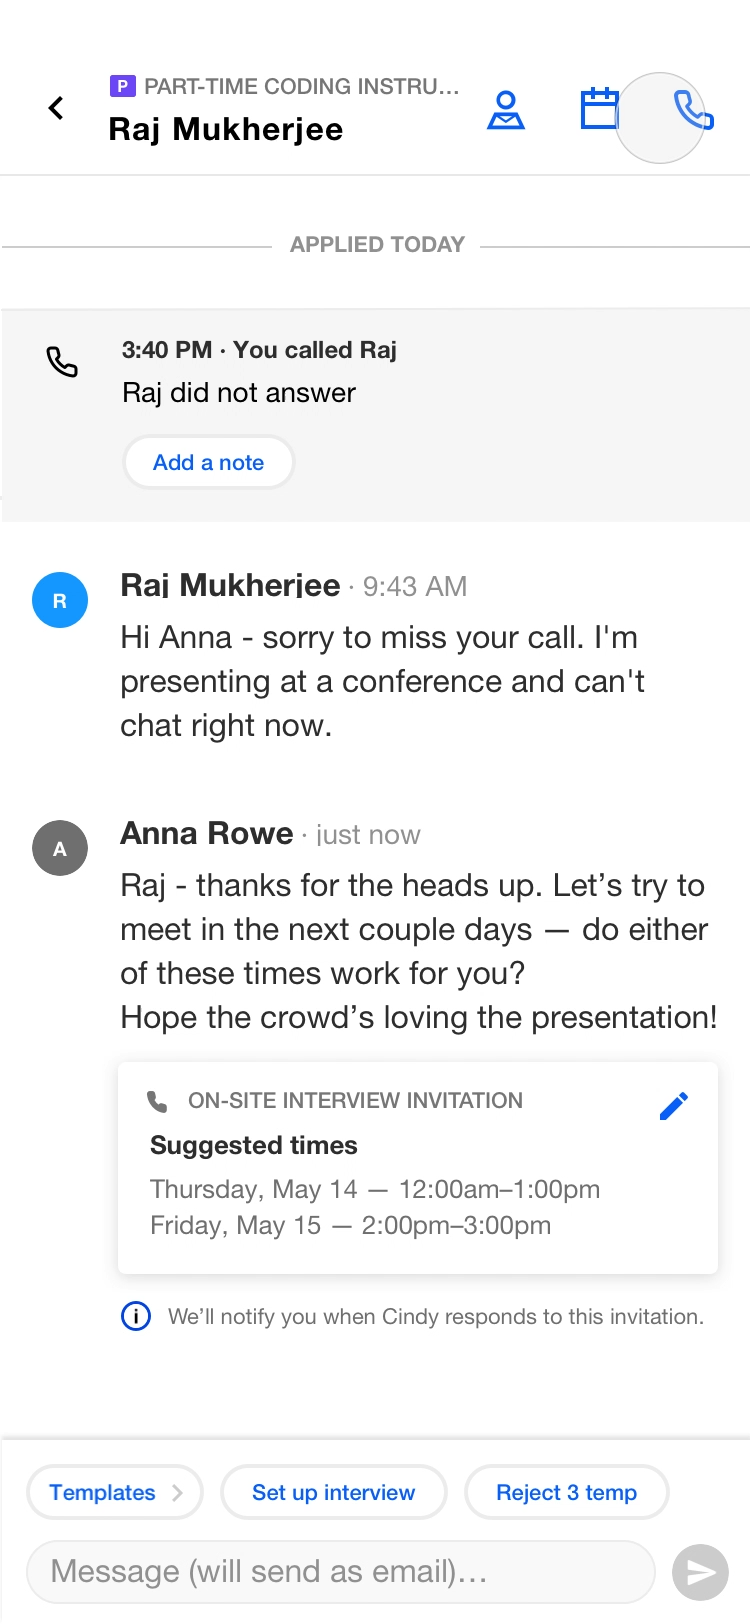 P PART-TIME CODING INSTRU...
Raj Mukherjee
APPLIED TODAY
3:40 PM · You called Raj
Raj did not answer
Add a note
R
Raj Mukherjee · 9:43 AM
Hi Anna - sorry to miss your call. I'm
presenting at a conference and can't
chat right now.
A
Anna Rowe · just now
Raj - thanks for the heads up. Let’s try to
meet in the next couple days — do either
of these times work for you?
Hope the crowd’s loving the presentation!
ON-SITE INTERVIEW INVITATION
Suggested times
Thursday, May 14 — 12:00am–1:00pm
Friday, May 15 — 2:00pm–3:00pm
We’ll notify you when Cindy responds to this invitation.
Templates
Set up interview
Reject 3 temp
Message (will send as email)...